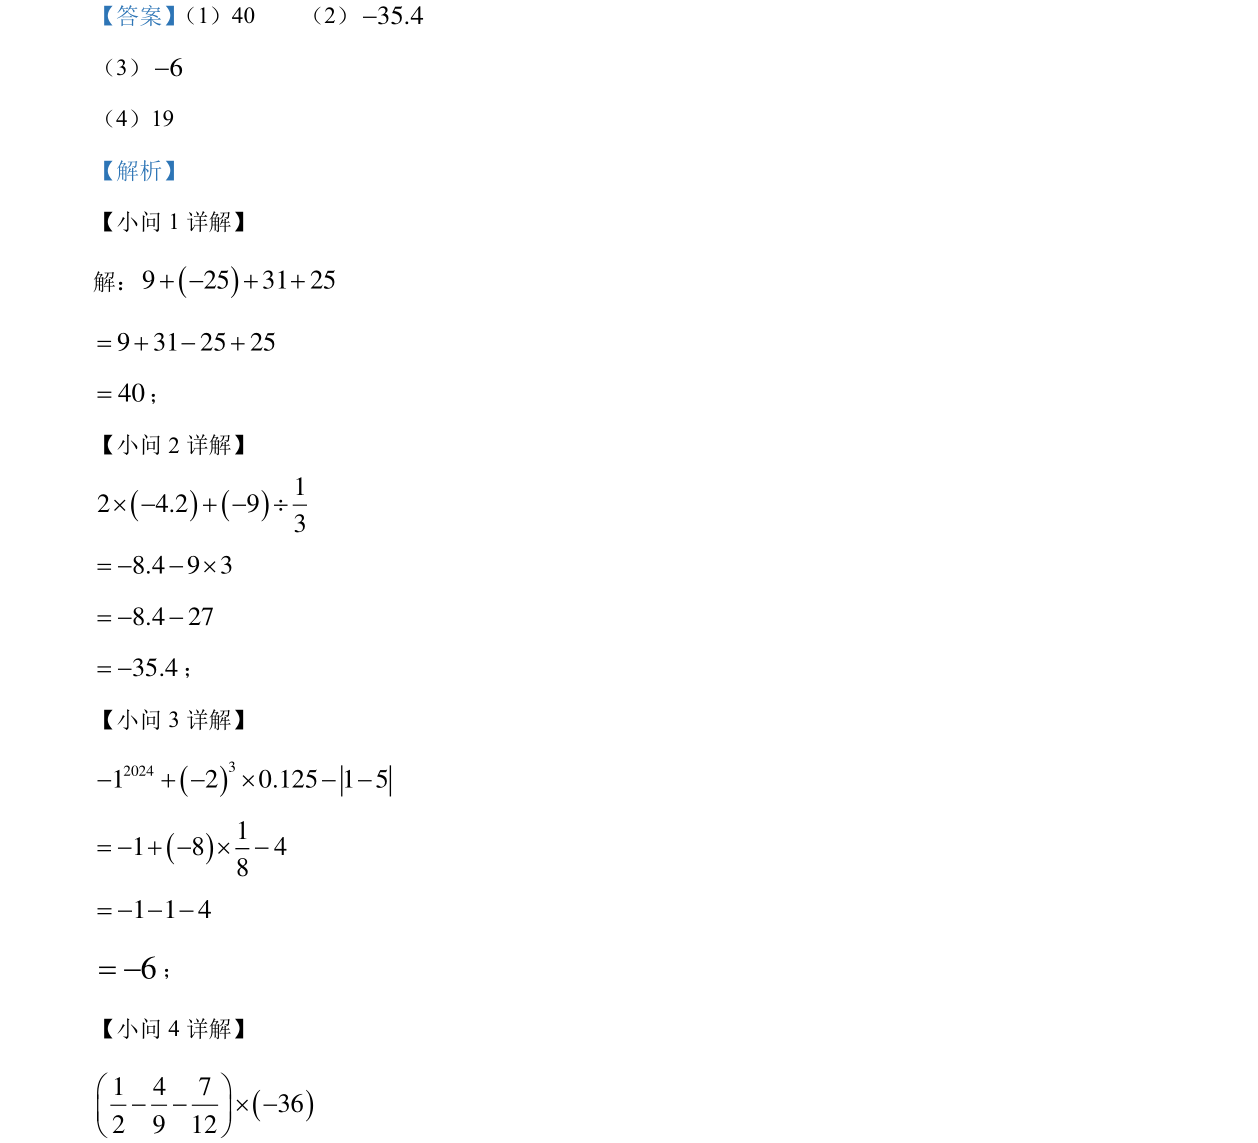 【答案】（1）40 （2）−35.4
（3）−6
（4）19
【解析】
【小问 1 详解】
解：9+(−25)+31+25
=9+31−25+25
=40；
【小问 2 详解】
2×(−4.2)+(−9)÷1/3
=−8.4−9×3
=−8.4−27
=−35.4；
【小问 3 详解】
−1^2024+(−2)^3×0.125−|1−5|
=−1+(−8)×1/8−4
=−1−1−4
=−6；
【小问 4 详解】
(1/2−4/9−7/12)×(−36)